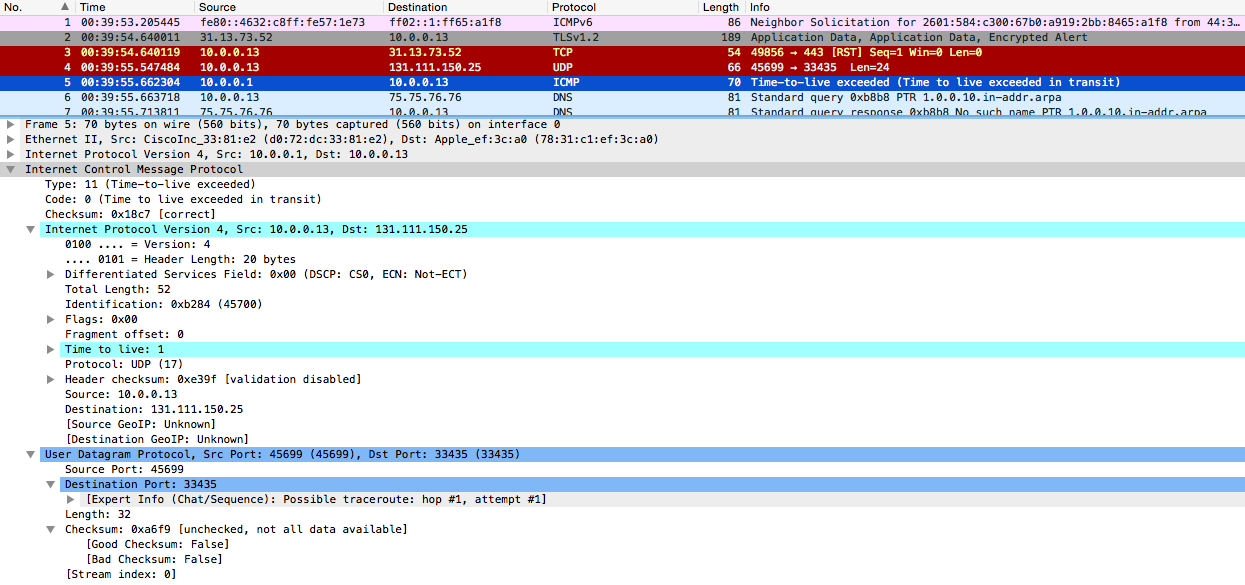 No. Time Source Destination Protocol Length Info
1 00:39:53.205445 fe80::4632:c8ff:fe57:1e73 ff02::1:ff65:a1f8 ICMPv6 86 Neighbor Solicitation for 2601:584:c300:67b0:a919:2bb:8465:a1f8 from 44:3…
2 00:39:54.640011 31.13.73.52 10.0.0.13 TLSv1.2 189 Application Data, Application Data, Encrypted Alert
3 00:39:54.640119 10.0.0.13 31.13.73.52 TCP 54 49856 → 443 [RST] Seq=1 Win=0 Len=0
4 00:39:55.547484 10.0.0.13 131.111.150.25 UDP 66 45699 → 33435 Len=24
5 00:39:55.662304 10.0.0.1 10.0.0.13 ICMP 70 Time-to-live exceeded (Time to live exceeded in transit)
6 00:39:55.663718 10.0.0.13 75.75.76.76 DNS 81 Standard query 0xb8b8 PTR 1.0.0.10.in-addr.arpa
7 00:39:55.713811 75.75.76.76 10.0.0.13 DNS 81 Standard query response 0xb8b8 No such name PTR 1.0.0.10.in-addr.arpa
Frame 5: 70 bytes on wire (560 bits), 70 bytes captured (560 bits) on interface 0
Ethernet II, Src: CiscoInc_33:81:e2 (d0:72:dc:33:81:e2), Dst: Apple_ef:3c:a0 (78:31:c1:ef:3c:a0)
Internet Protocol Version 4, Src: 10.0.0.1, Dst: 10.0.0.13
Internet Control Message Protocol
Type: 11 (Time-to-live exceeded)
Code: 0 (Time to live exceeded in transit)
Checksum: 0x18c7 [correct]
Internet Protocol Version 4, Src: 10.0.0.13, Dst: 131.111.150.25
0100 .... = Version: 4
.... 0101 = Header Length: 20 bytes
Differentiated Services Field: 0x00 (DSCP: CS0, ECN: Not-ECT)
Total Length: 52
Identification: 0xb284 (45700)
Flags: 0x00
Fragment offset: 0
Time to live: 1
Protocol: UDP (17)
Header checksum: 0xe39f [validation disabled]
Source: 10.0.0.13
Destination: 131.111.150.25
[Source GeoIP: Unknown]
[Destination GeoIP: Unknown]
User Datagram Protocol, Src Port: 45699 (45699), Dst Port: 33435 (33435)
Source Port: 45699
Destination Port: 33435
[Expert Info (Chat/Sequence): Possible traceroute: hop #1, attempt #1]
Length: 32
Checksum: 0xa6f9 [unchecked, not all data available]
[Good Checksum: False]
[Bad Checksum: False]
[Stream index: 0]